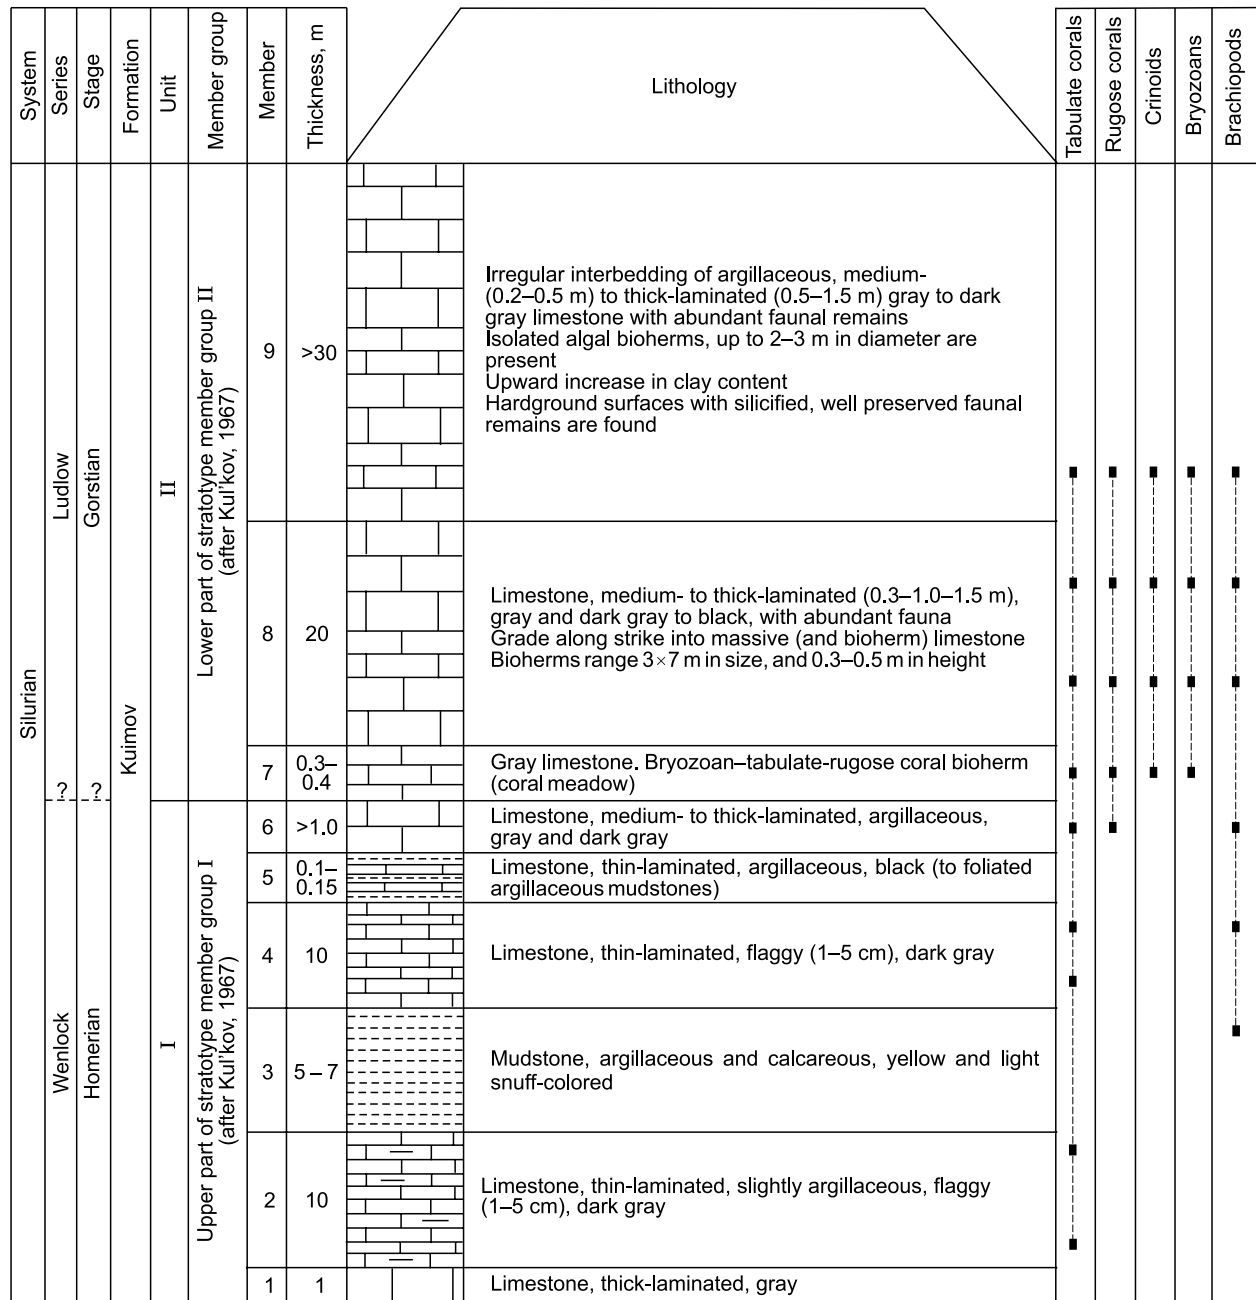 System
Series
Stage
Formation
Unit
Member group
Member
Thickness, m
Lithology
Tabulate corals
Rugose corals
Crinoids
Bryozoans
Brachiopods
Silurian
Ludlow
Gorstian
Kuimov
II
Lower part of stratotype member group II
(after Kul'kov, 1967)
9
>30
Irregular interbedding of argillaceous, medium-
(0.2–0.5 m) to thick-laminated (0.5–1.5 m) gray to dark
gray limestone with abundant faunal remains
Isolated algal bioherms, up to 2–3 m in diameter are
present
Upward increase in clay content
Hardground surfaces with silicified, well preserved faunal
remains are found
8
20
Limestone, medium- to thick-laminated (0.3–1.0–1.5 m),
gray and dark gray to black, with abundant fauna
Grade along strike into massive (and bioherm) limestone
Bioherms range 3×7 m in size, and 0.3–0.5 m in height
7
0.3–
0.4
Gray limestone. Bryozoan–tabulate-rugose coral bioherm
(coral meadow)
?
?
Wenlock
Homerian
I
Upper part of stratotype member group I
(after Kul'kov, 1967)
6
>1.0
Limestone, medium- to thick-laminated, argillaceous,
gray and dark gray
5
0.1–
0.15
Limestone, thin-laminated, argillaceous, black (to foliated
argillaceous mudstones)
4
10
Limestone, thin-laminated, flaggy (1–5 cm), dark gray
3
5–7
Mudstone, argillaceous and calcareous, yellow and light
snuff-colored
2
10
Limestone, thin-laminated, slightly argillaceous, flaggy
(1–5 cm), dark gray
1
1
Limestone, thick-laminated, gray